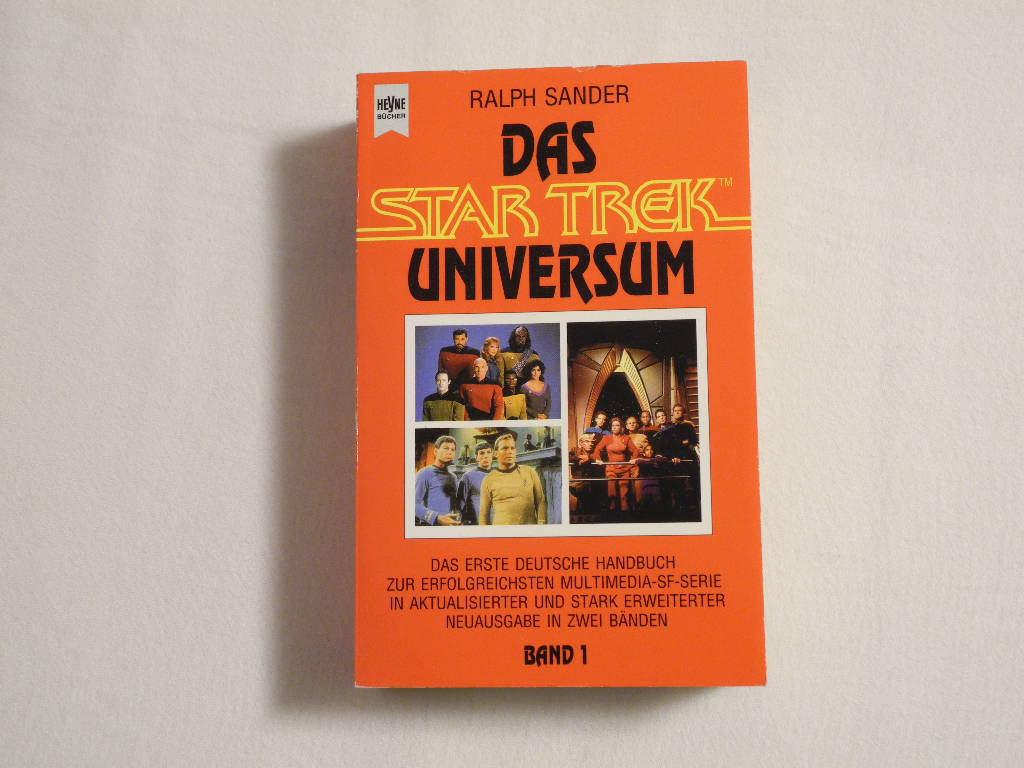 HEYNE
BÜCHER
RALPH SANDER
DAS
STAR TREK™
UNIVERSUM
DAS ERSTE DEUTSCHE HANDBUCH
ZUR ERFOLGREICHSTEN MULTIMEDIA-SF-SERIE
IN AKTUALISIERTER UND STARK ERWEITERTER
NEUAUSGABE IN ZWEI BÄNDEN
BAND 1